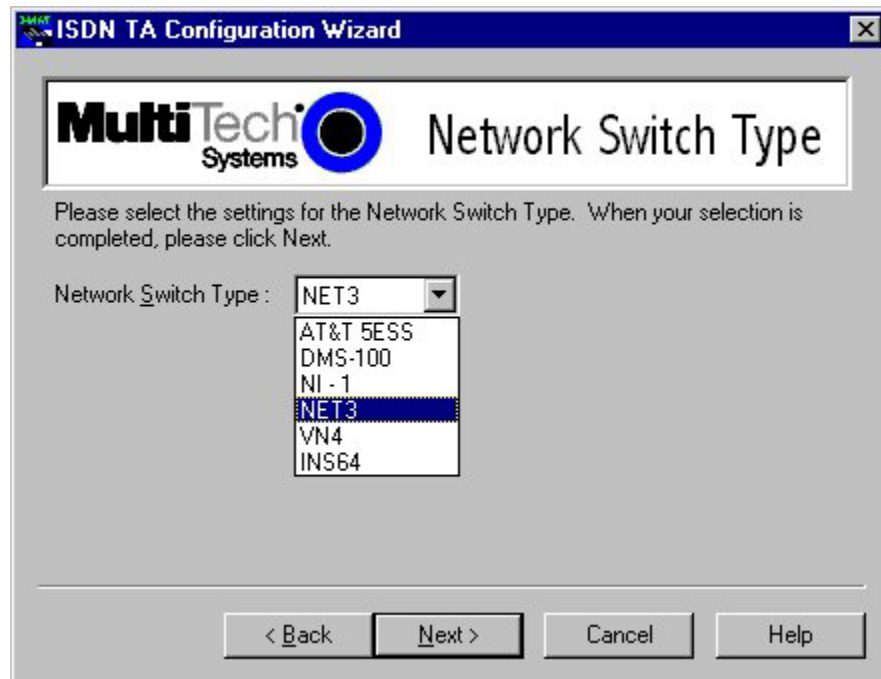 ISDN TA Configuration Wizard
MultiTech Systems
Network Switch Type
Please select the settings for the Network Switch Type. When your selection is
completed, please click Next.
Network Switch Type : NET3
AT&T 5ESS
DMS-100
NI - 1
NET3
VN4
INS64
< Back Next > Cancel Help